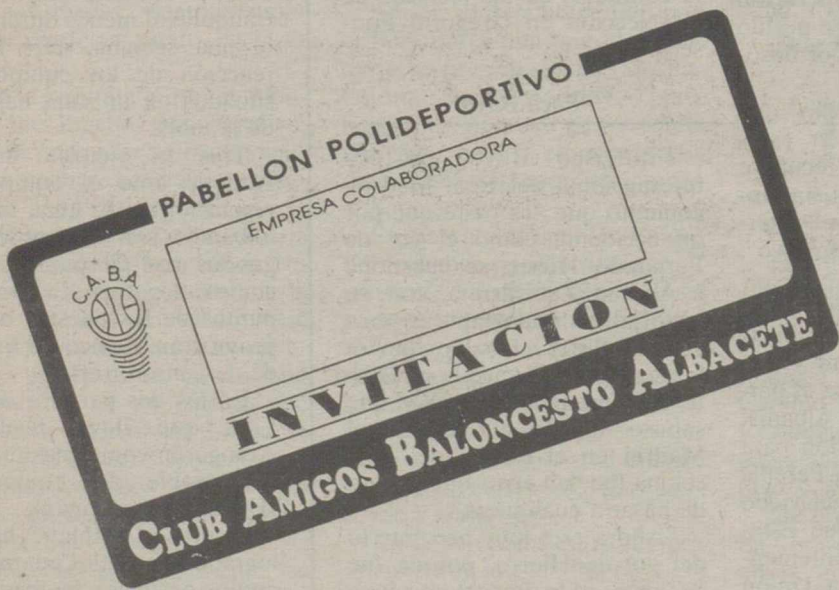 PABELLON POLIDEPORTIVO
EMPRESA COLABORADORA
C.A.B.A.
INVITACION
CLUB AMIGOS BALONCESTO ALBACETE